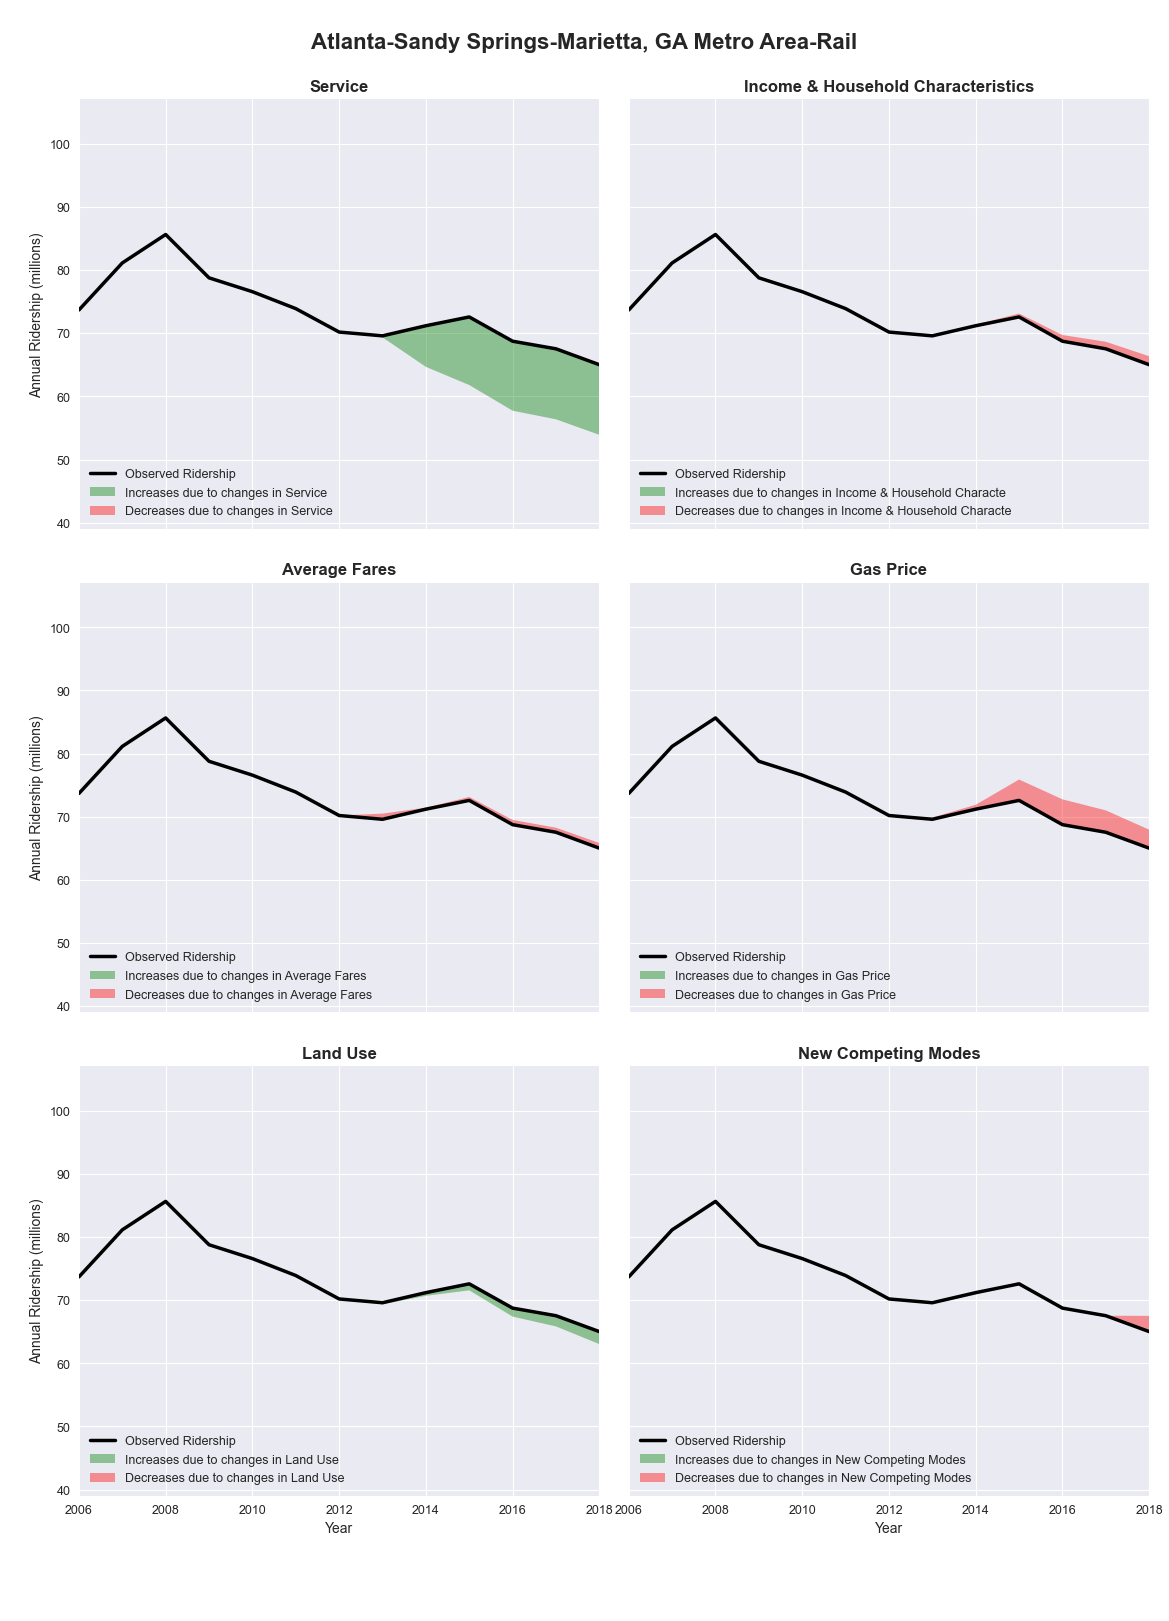 Atlanta-Sandy Springs-Marietta, GA Metro Area-Rail
Service
100
90
80
70
60
50
40
Annual Ridership (millions)
Observed Ridership
Increases due to changes in Service
Decreases due to changes in Service
Income & Household Characteristics
Observed Ridership
Increases due to changes in Income & Household Characte
Decreases due to changes in Income & Household Characte
Average Fares
100
90
80
70
60
50
40
Annual Ridership (millions)
Observed Ridership
Increases due to changes in Average Fares
Decreases due to changes in Average Fares
Gas Price
Observed Ridership
Increases due to changes in Gas Price
Decreases due to changes in Gas Price
Land Use
100
90
80
70
60
50
40
Annual Ridership (millions)
Observed Ridership
Increases due to changes in Land Use
Decreases due to changes in Land Use
2006 2008 2010 2012 2014 2016 2018
Year
New Competing Modes
Observed Ridership
Increases due to changes in New Competing Modes
Decreases due to changes in New Competing Modes
2006 2008 2010 2012 2014 2016 2018
Year